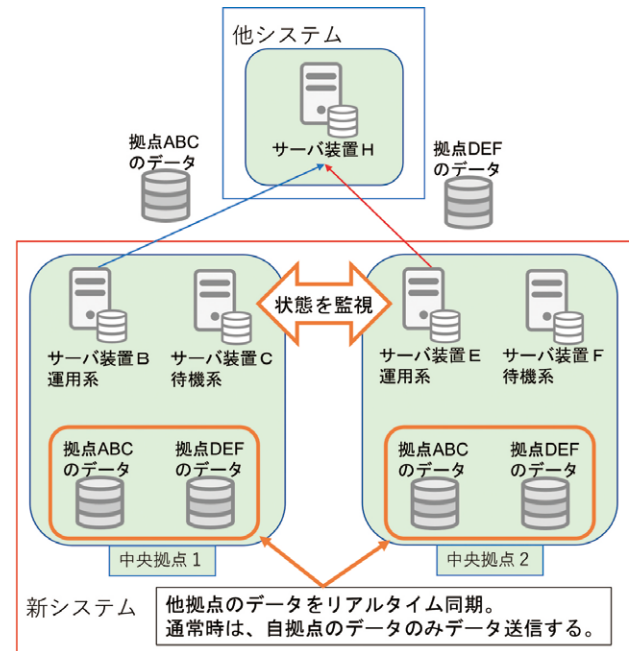 他システム
サーバ装置H
拠点ABC
のデータ
拠点DEF
のデータ
サーバ装置B
運用系
サーバ装置C
待機系
状態を監視
サーバ装置E
運用系
サーバ装置F
待機系
拠点ABC
のデータ
拠点DEF
のデータ
拠点ABC
のデータ
拠点DEF
のデータ
中央拠点1
中央拠点2
新システム
他拠点のデータをリアルタイム同期。
通常時は、自拠点のデータのみデータ送信する。